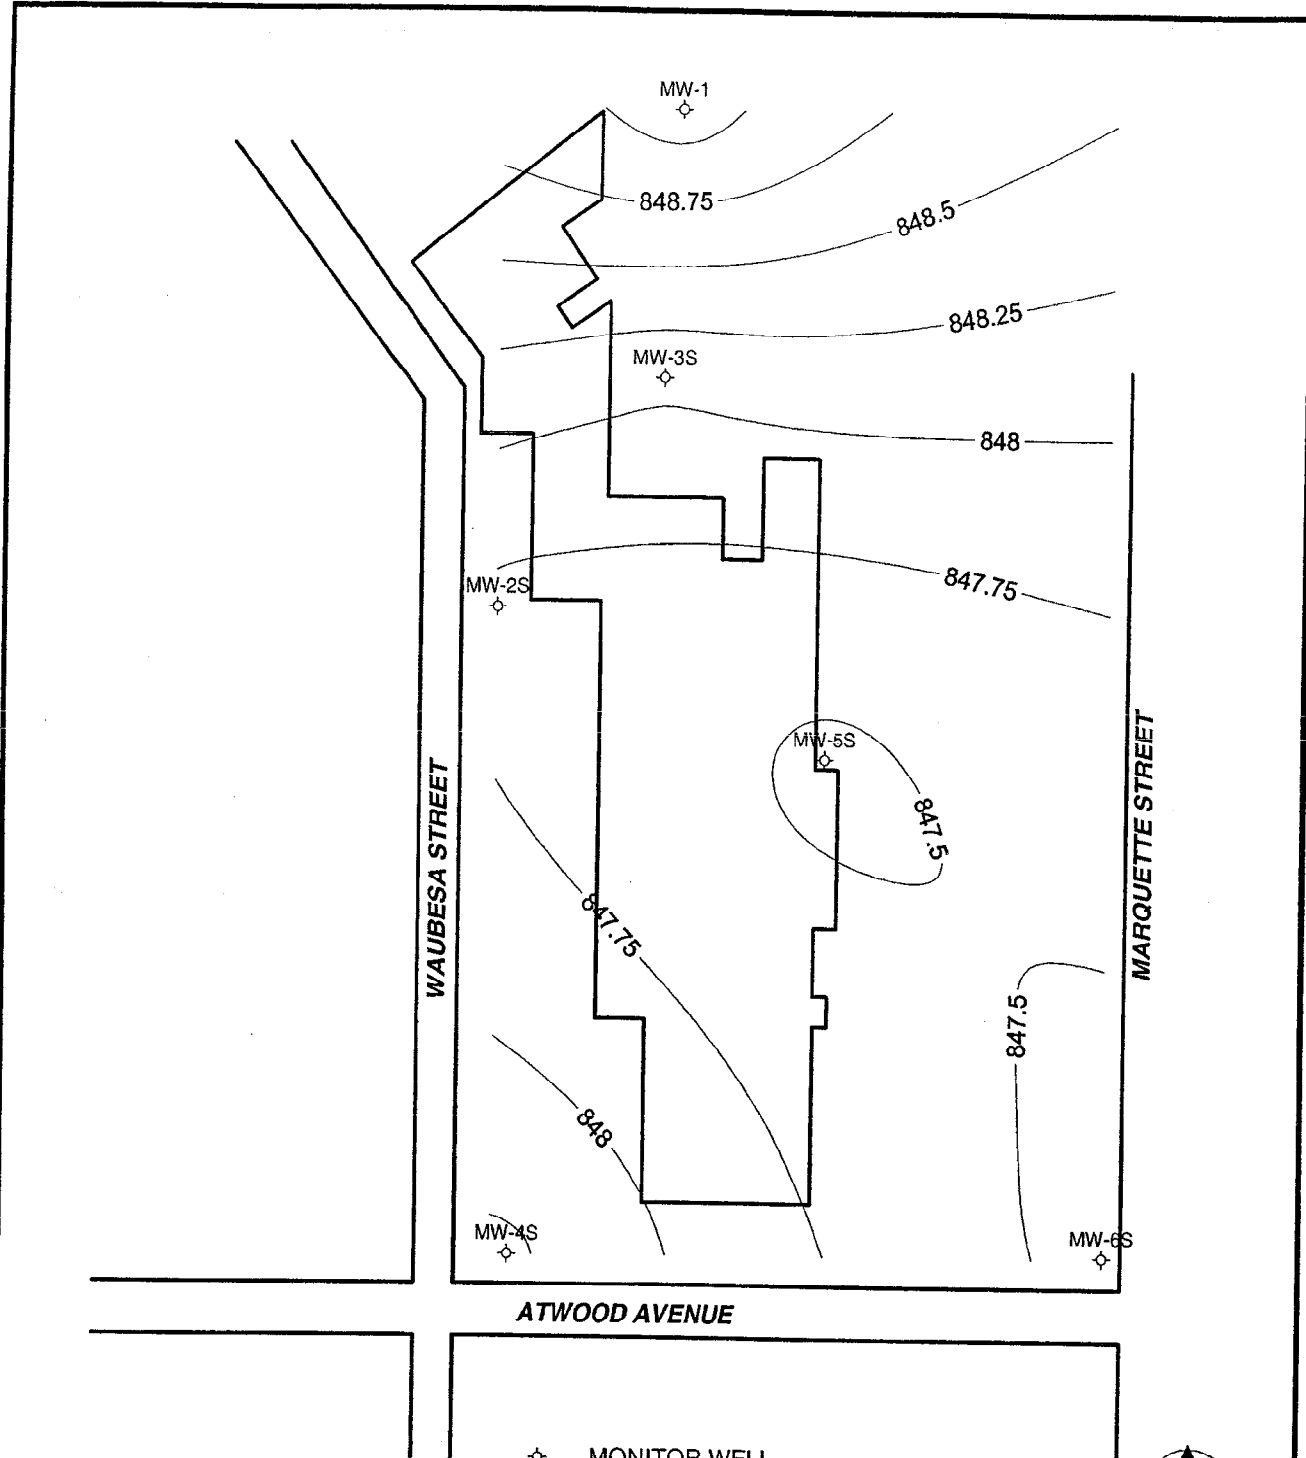 MW-1
848.75
848.5
848.25
MW-3S
848
847.75
MW-2S
MW-5S
847.5
WAUBESA STREET
MARQUETTE STREET
847.75
847.5
848
MW-4S
MW-6S
ATWOOD AVENUE
MONITOR WELL